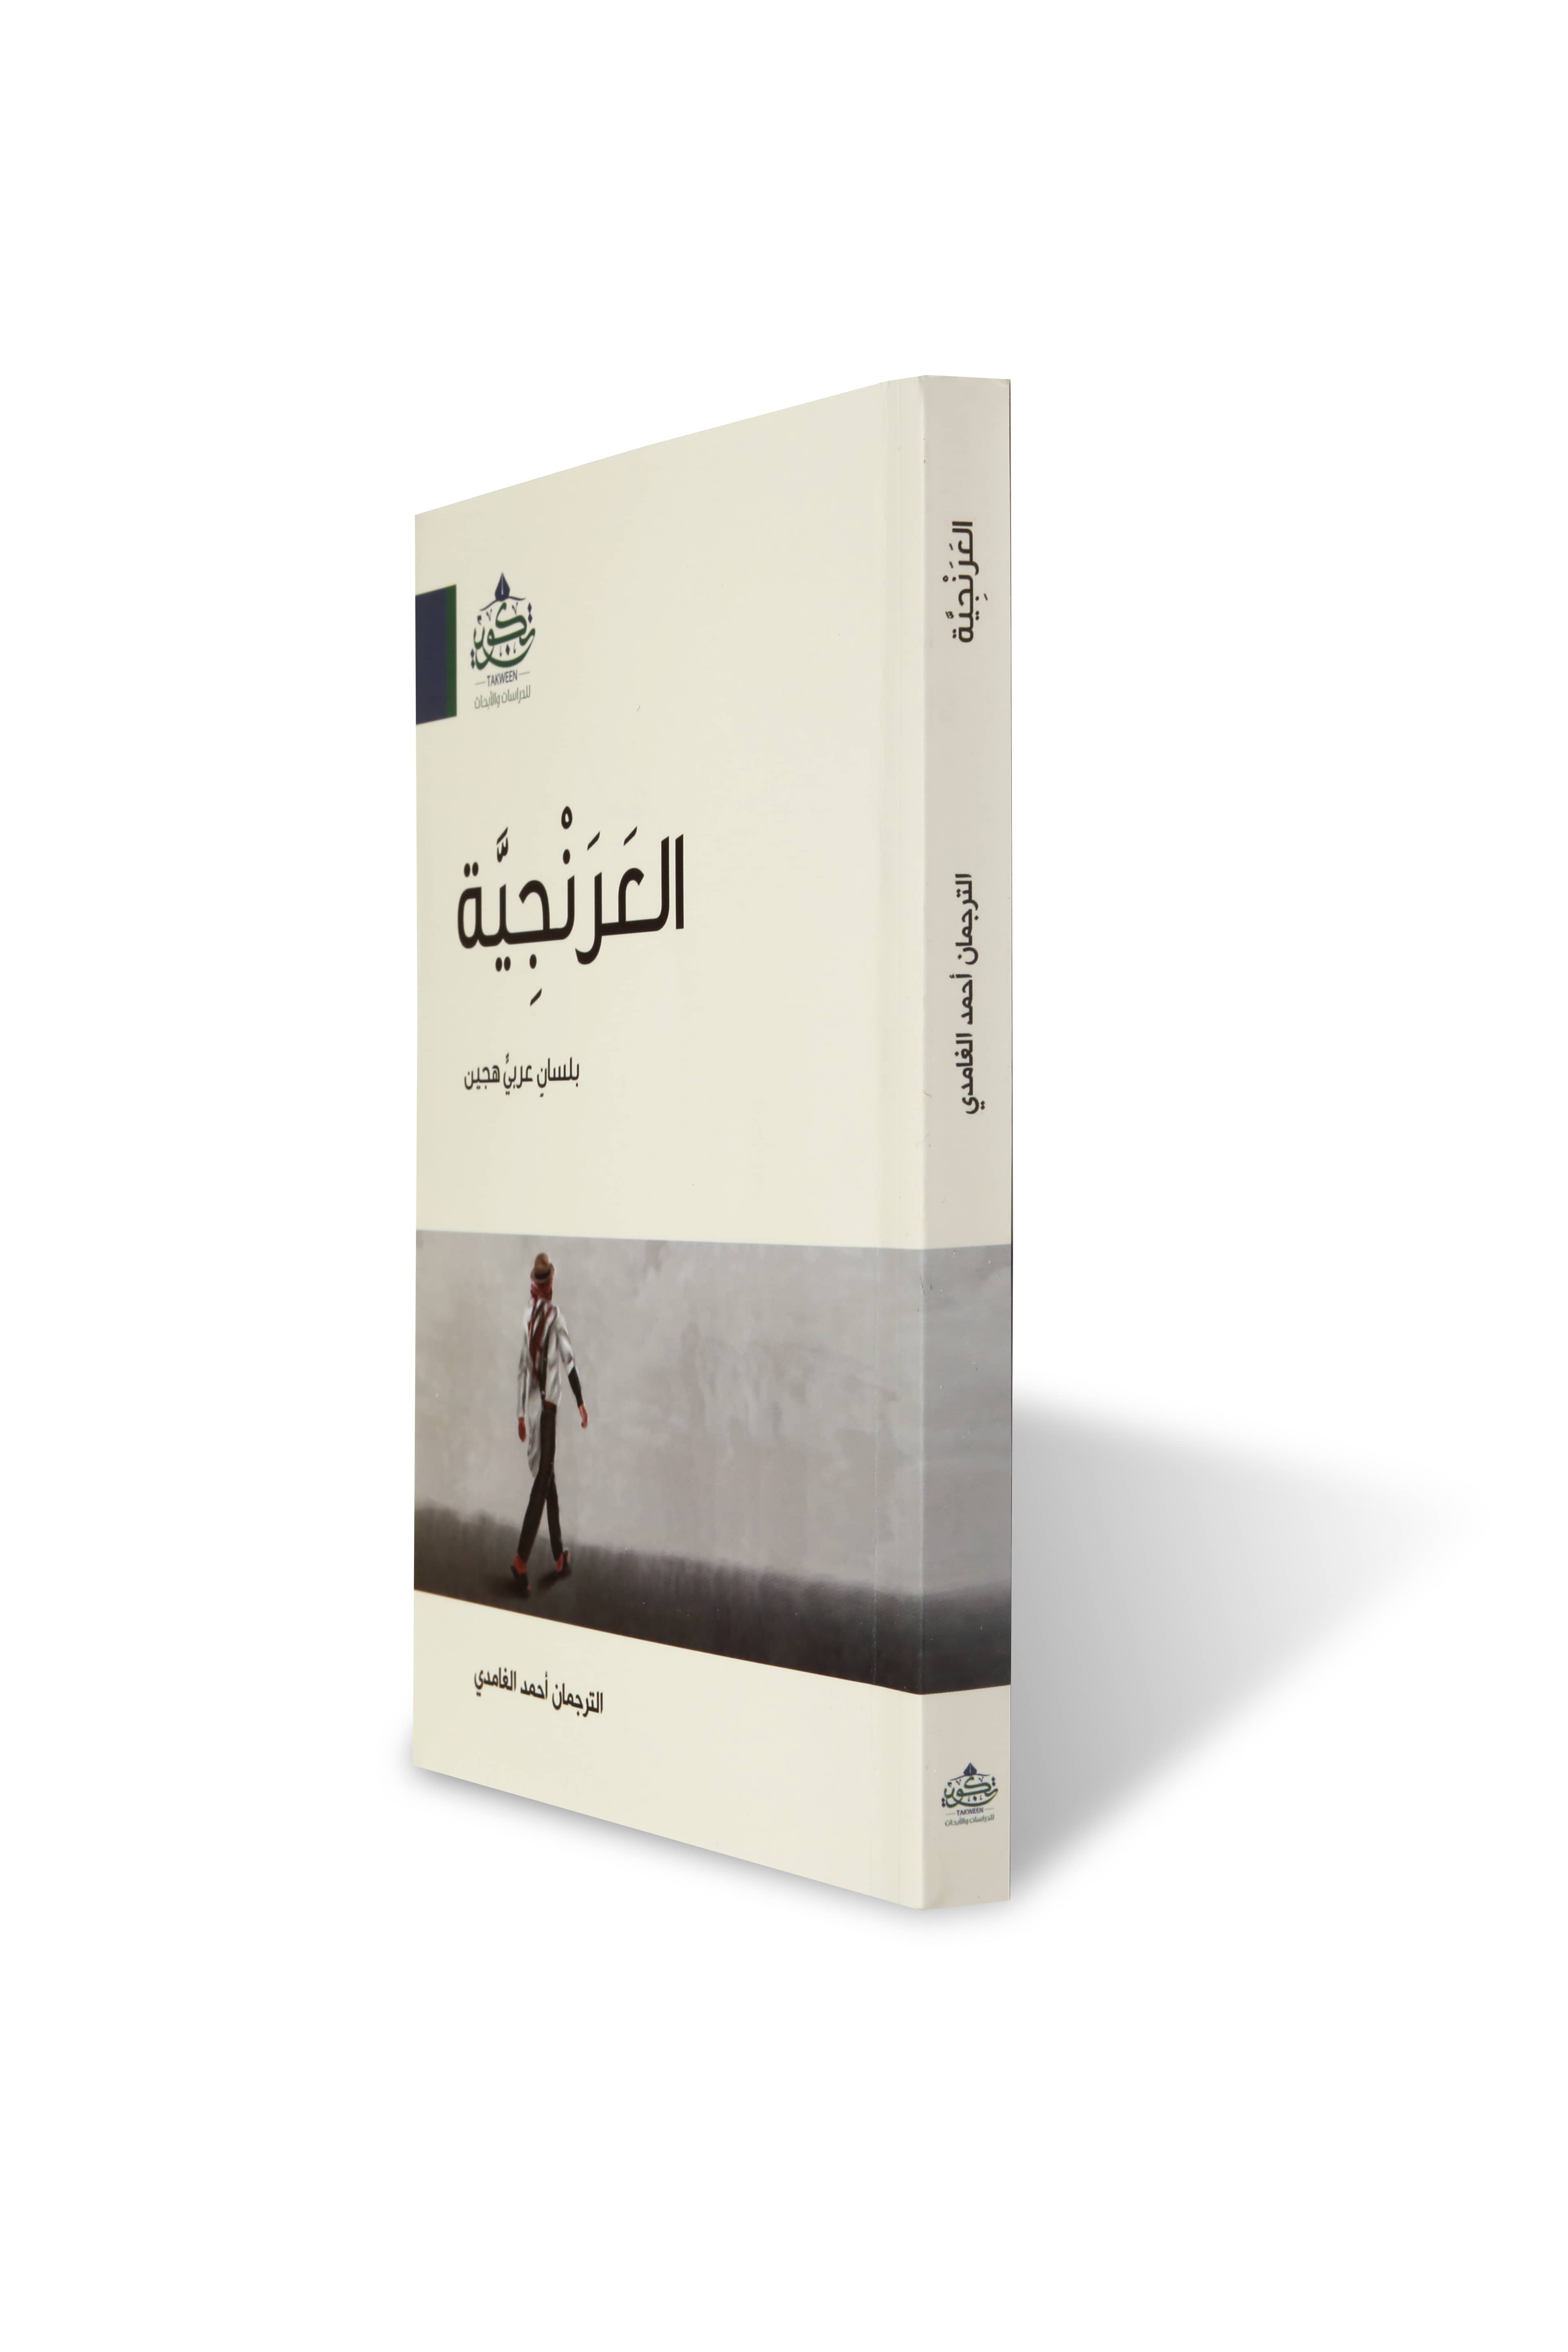 تكوين
TAKWEEN
للدراسات والأبحاث
العَرَنْجِيَّة
بلسانٍ عربيٍّ هجين
الترجمان أحمد الغامدي
العَرَنْجِيَّة
الترجمان أحمد الغامدي
تكوين
TAKWEEN
للدراسات والأبحاث